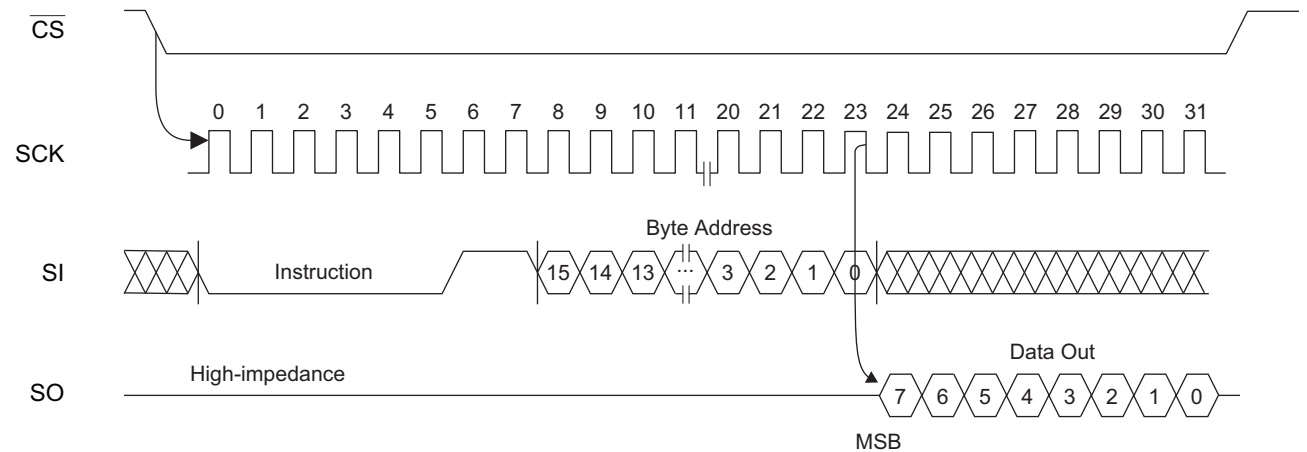 CS
0 1 2 3 4 5 6 7 8 9 10 11 20 21 22 23 24 25 26 27 28 29 30 31
SCK
Byte Address
SI
Instruction
15 14 13 ... 3 2 1 0
Data Out
High-impedance
SO
7 6 5 4 3 2 1 0
MSB